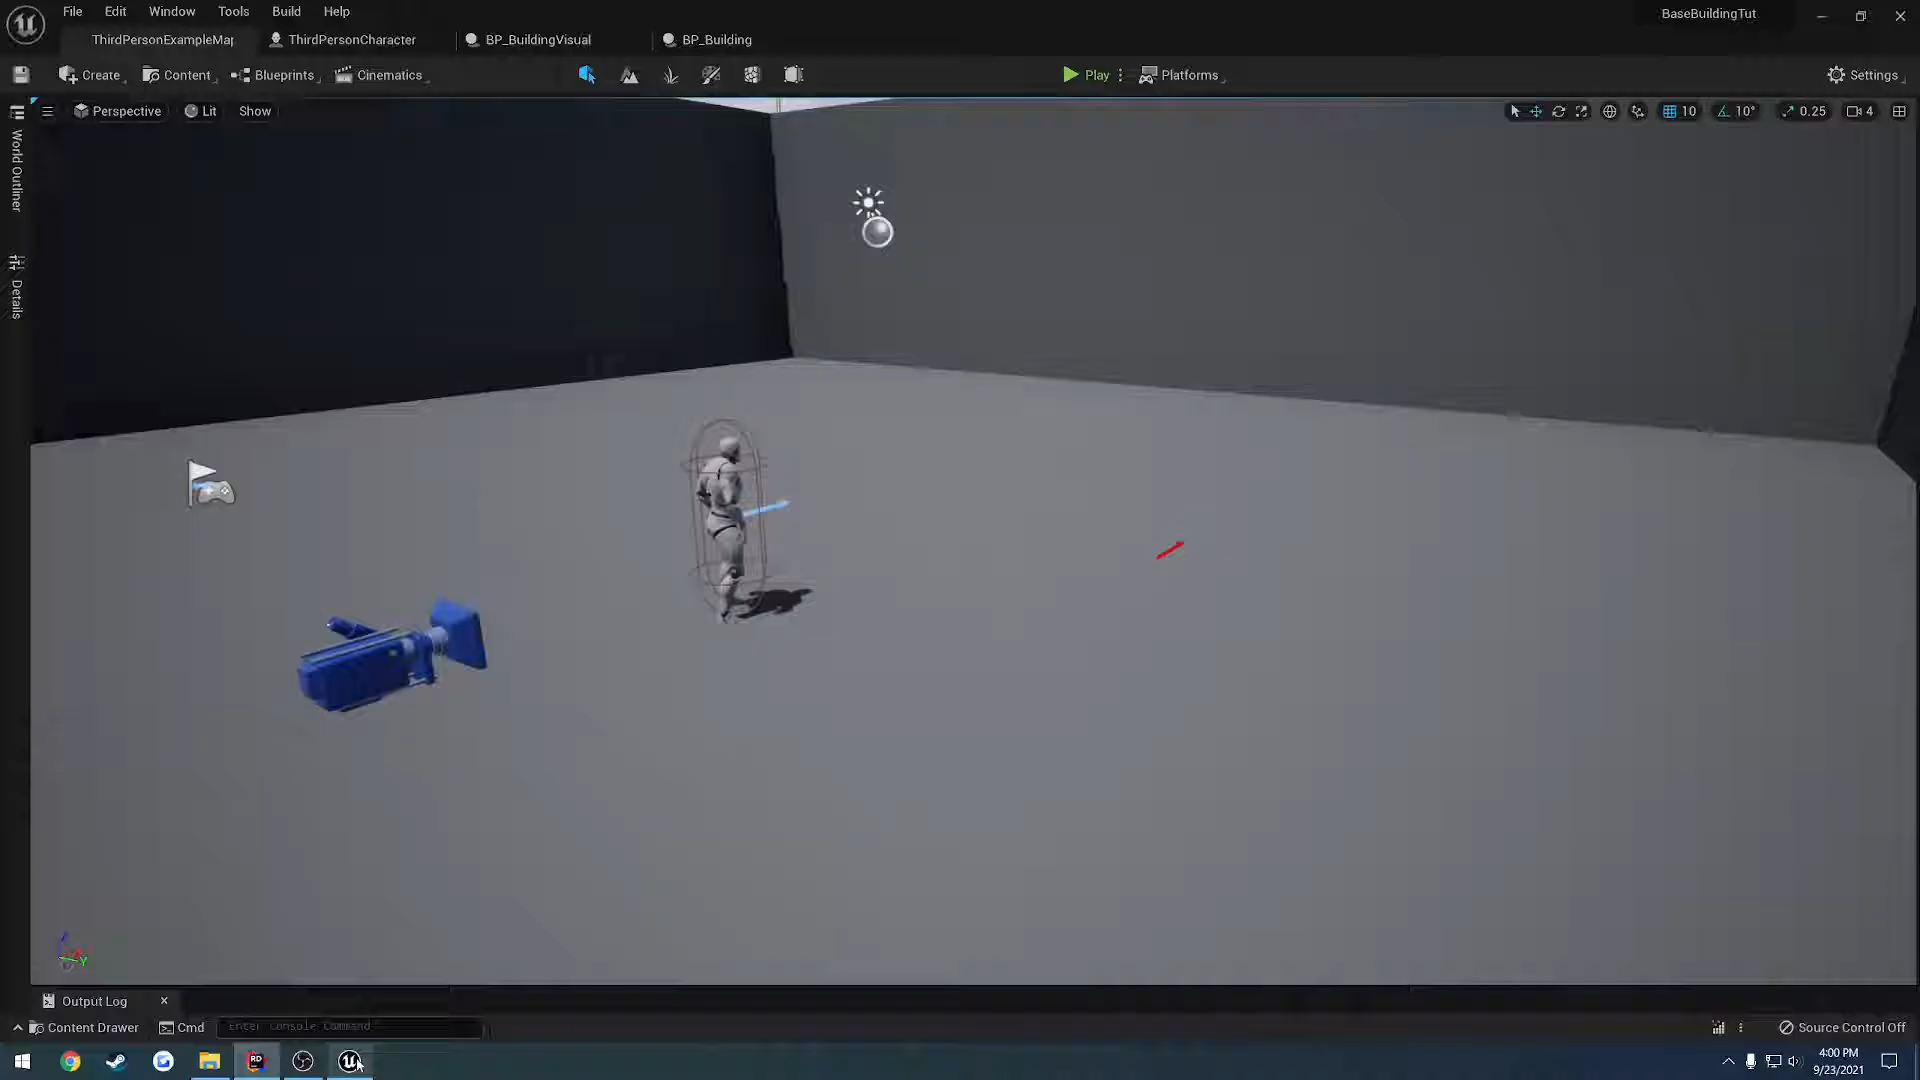 File Edit Window Tools Build Help
BaseBuildingTut
ThirdPersonExampleMap ThirdPersonCharacter BP_BuildingVisual BP_Building
Create Content Blueprints Cinematics Play Platforms Settings
Perspective Lit Show 10 10° 0.25 4
World Outliner
Details
Output Log
Content Drawer Cmd Enter Console Command Source Control Off
4:00 PM
9/23/2021